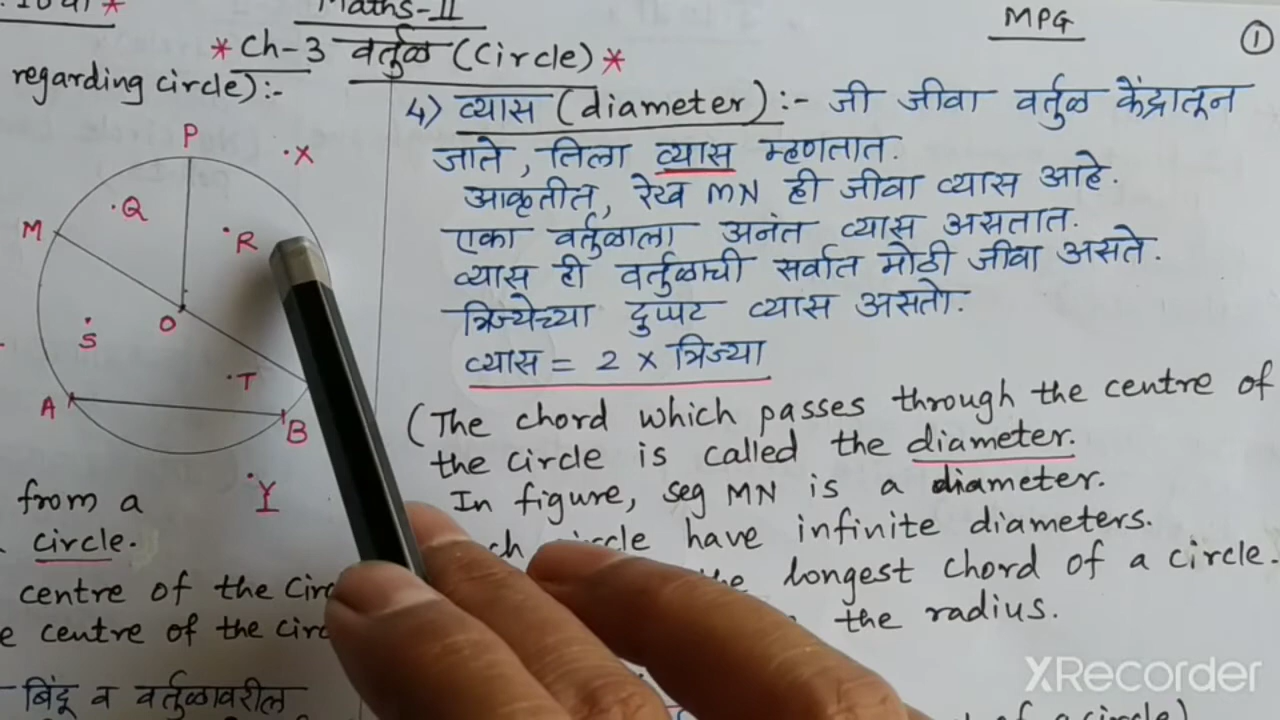 Maths-II
MPG
1
* Ch-3 वर्तुळ (Circle) *
regarding circle):-
4) व्यास (diameter):- जी जीवा वर्तुळ केंद्रातून
जाते, तिला व्यास म्हणतात.
आकृतीत, रेख MN ही जीवा व्यास आहे.
एका वर्तुळाला अनंत व्यास असतात.
व्यास ही वर्तुळाची सर्वात मोठी जीवा असते.
त्रिज्येच्या दुप्पट व्यास असतो.
व्यास = 2 x त्रिज्या
(The chord which passes through the centre of
the circle is called the diameter.
In figure, seg MN is a diameter.
circle have infinite diameters.
the longest chord of a circle.
the radius.
P
X
Q
M
R
O
S
T
A
B
Y
from a
circle.
centre of the
centre of the
बिंदू व वर्तुळावरील
XRecorder